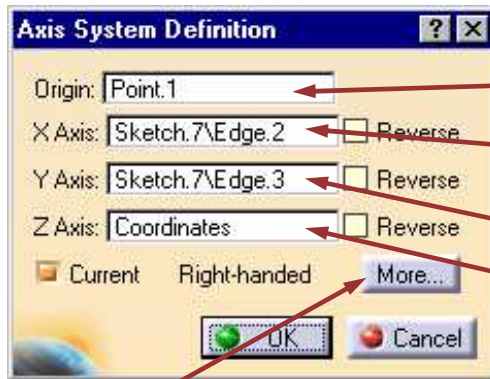 Axis System Definition ? X
Origin: Point.1
X Axis: Sketch.7\Edge.2 Reverse
Y Axis: Sketch.7\Edge.3 Reverse
Z Axis: Coordinates Reverse
Current Right-handed More...
OK Cancel